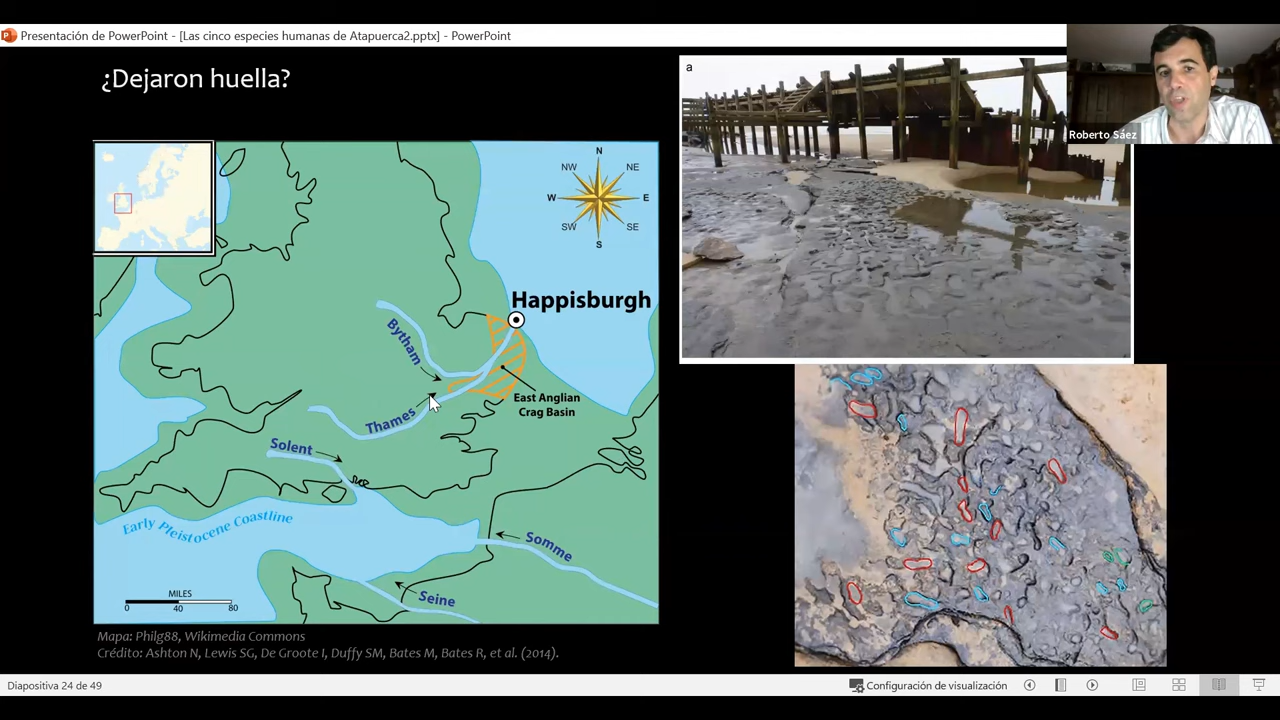 Presentación de PowerPoint - [Las cinco especies humanas de Atapuerca2.pptx] - PowerPoint
¿Dejaron huella?
a
Roberto Sáez
N
NW
NE
W
E
SW
SE
S
Happisburgh
Bytham
East Anglian
Crag Basin
Thames
Solent
Early Pleistocene Coastline
Somme
Seine
MILES
0 40 80
Mapa: Philg88, Wikimedia Commons
Crédito: Ashton N, Lewis SG, De Groote I, Duffy SM, Bates M, Bates R, et al. (2014).
Diapositiva 24 de 49
Configuración de visualización